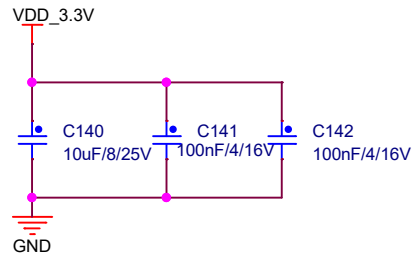 VDD_3.3V
C140
10uF/8/25V
C141
100nF/4/16V
C142
100nF/4/16V
GND